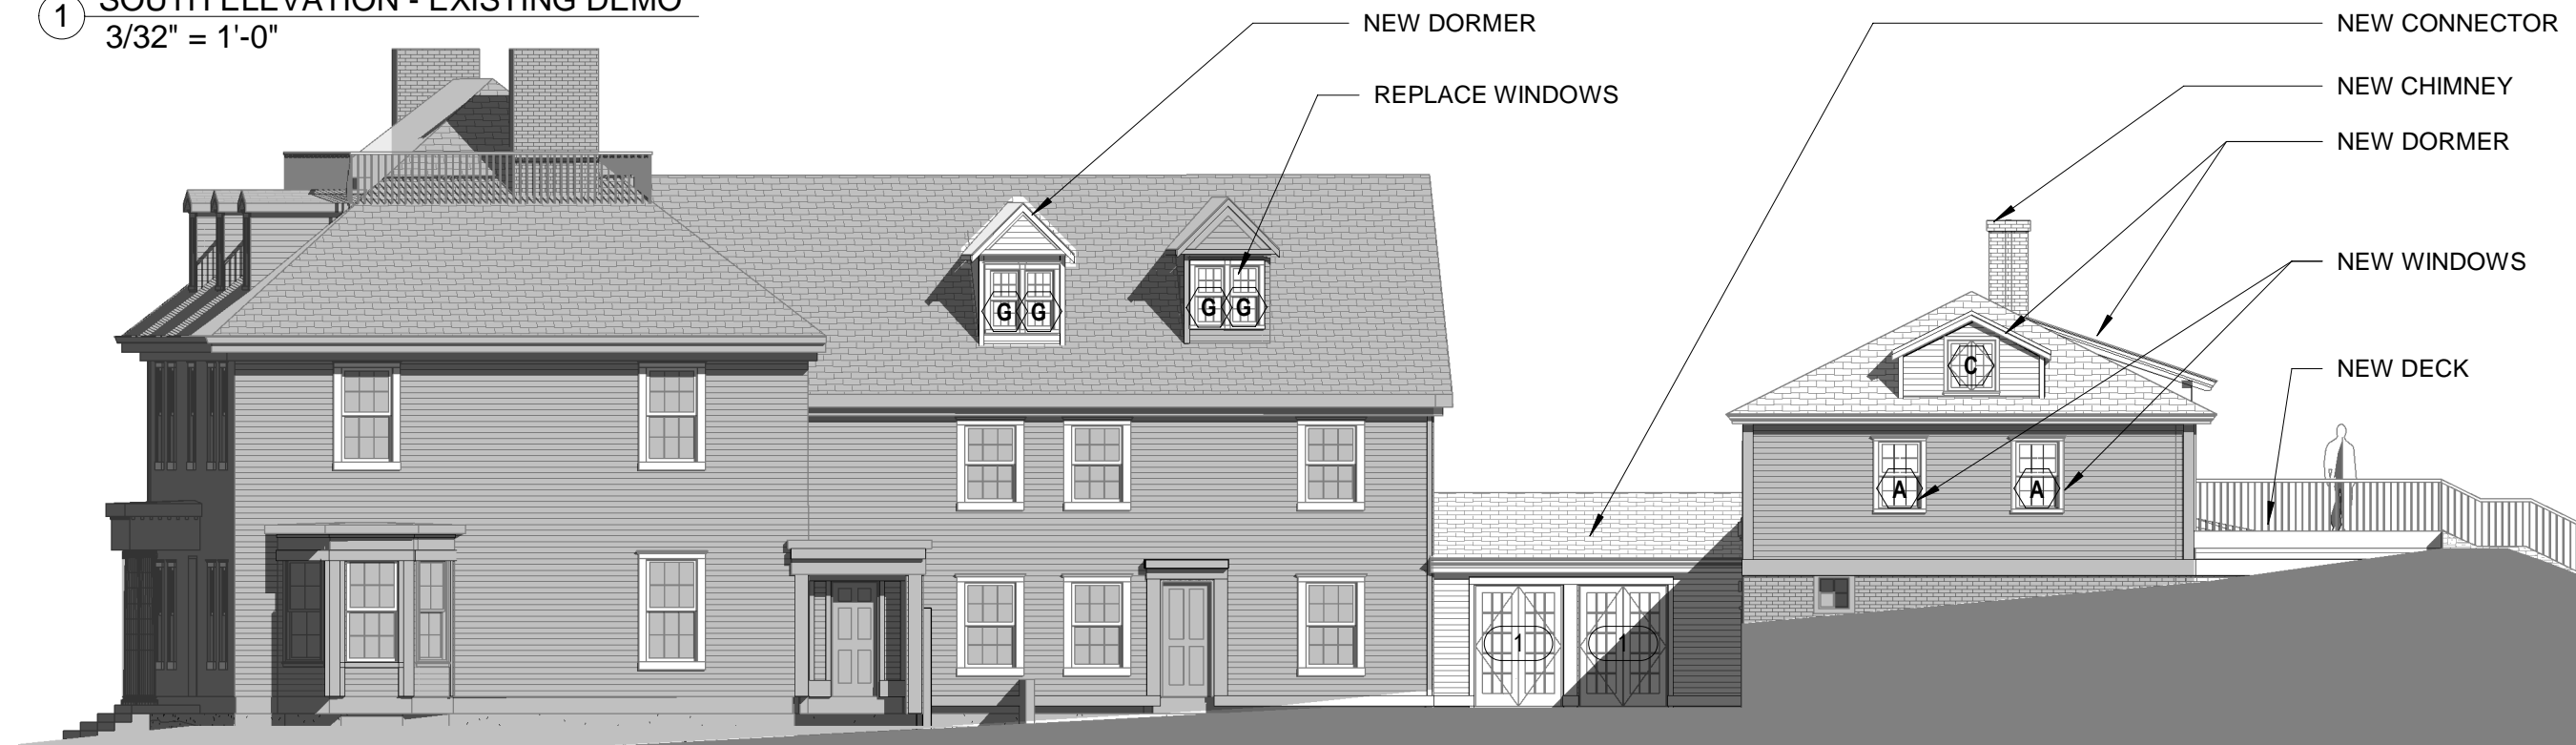 1 SOUTH ELEVATION - EXISTING DEMO
3/32" = 1'-0"
NEW DORMER
NEW CONNECTOR
REPLACE WINDOWS
NEW CHIMNEY
NEW DORMER
NEW WINDOWS
NEW DECK
G G G G
C
A A
1 1